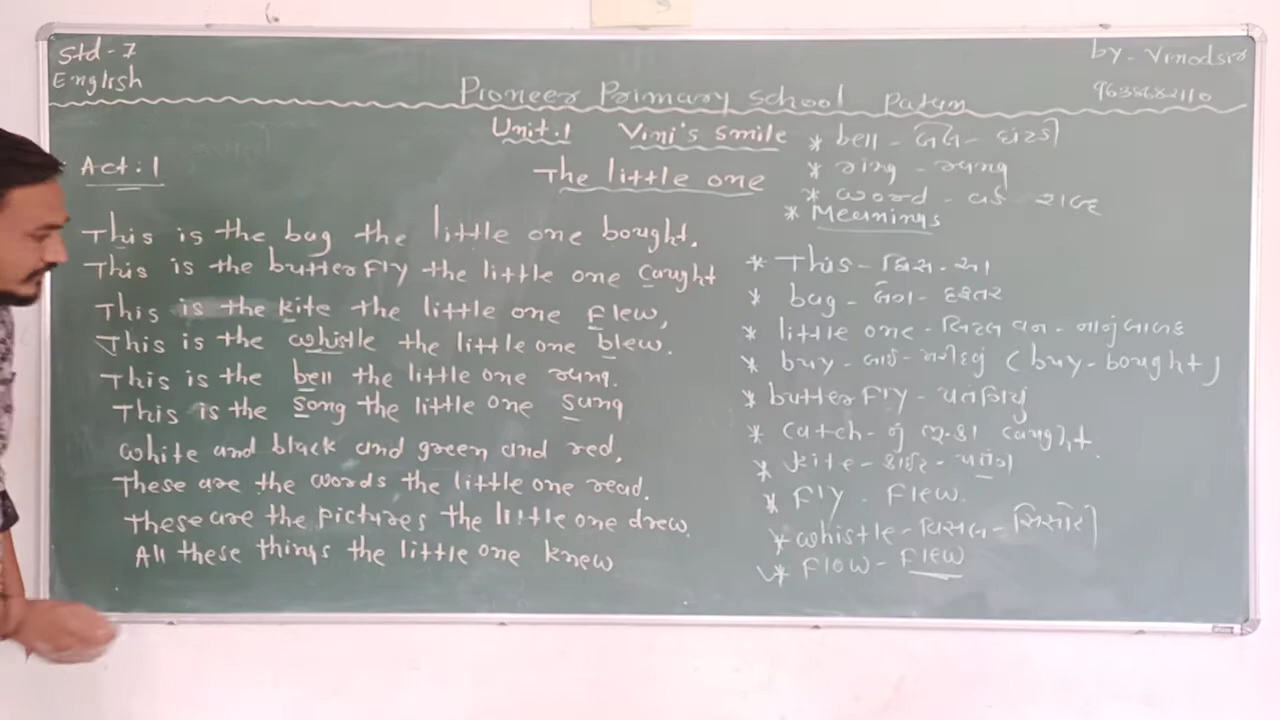 std - 7
English
by - Vinodsir
9638682110
Pioneer Primary school Patan
Unit.1 Vini's smile
Act:1
The little one
This is the bag the little one bought.
This is the butterfly the little one caught
This is the kite the little one flew,
This is the whistle the little one blew.
This is the bell the little one rung.
This is the song the little one sung
white and black and green and red,
These are the words the little one read.
These are the pictures the little one drew.
All these things the little one knew
* bell - બેલ - ઘંટડી
* ring - રુંગ
* word - વર્ડ શબ્દ
* Meanings
* This - ધિસ - આ
* bag - બેગ - દફતર
* little one - લિટલ વન - નાનું બાળક
* buy - બાઈ - ખરીદવું (buy - bought)
* butterfly - પતંગિયું
* catch - નું ભૂ.કા caught.
* kite - કાઈટ - પતંગ
* Fly - Flew.
* whistle - વિસલ - સિસોટી
* Flow - Flew